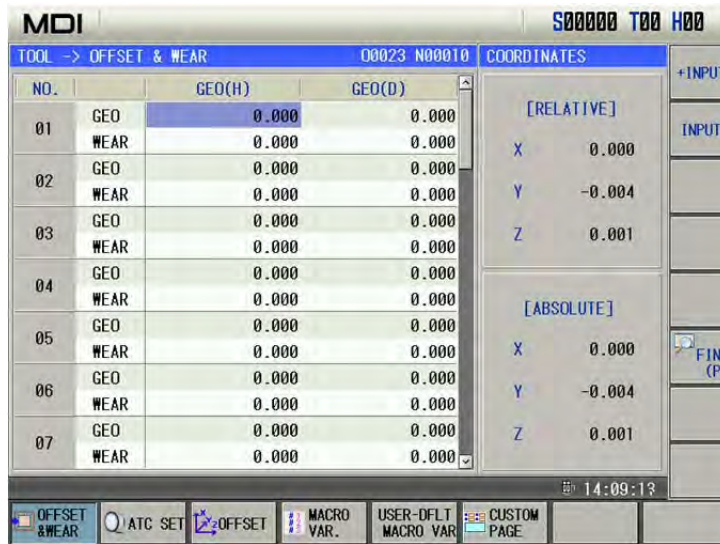 MDI S00000 T00 H00
TOOL -> OFFSET & WEAR O0023 N00010 COORDINATES
NO. GEO(H) GEO(D)
01 GEO 0.000 0.000
WEAR 0.000 0.000
02 GEO 0.000 0.000
WEAR 0.000 0.000
03 GEO 0.000 0.000
WEAR 0.000 0.000
04 GEO 0.000 0.000
WEAR 0.000 0.000
05 GEO 0.000 0.000
WEAR 0.000 0.000
06 GEO 0.000 0.000
WEAR 0.000 0.000
07 GEO 0.000 0.000
WEAR 0.000 0.000
[RELATIVE]
X 0.000
Y -0.004
Z 0.001
[ABSOLUTE]
X 0.000
Y -0.004
Z 0.001
+INPU
INPUT
FIN
(P
14:09:13
OFFSET
&WEAR
ATC SET
OFFSET
MACRO
VAR.
USER-DFLT
MACRO VAR
CUSTOM
PAGE